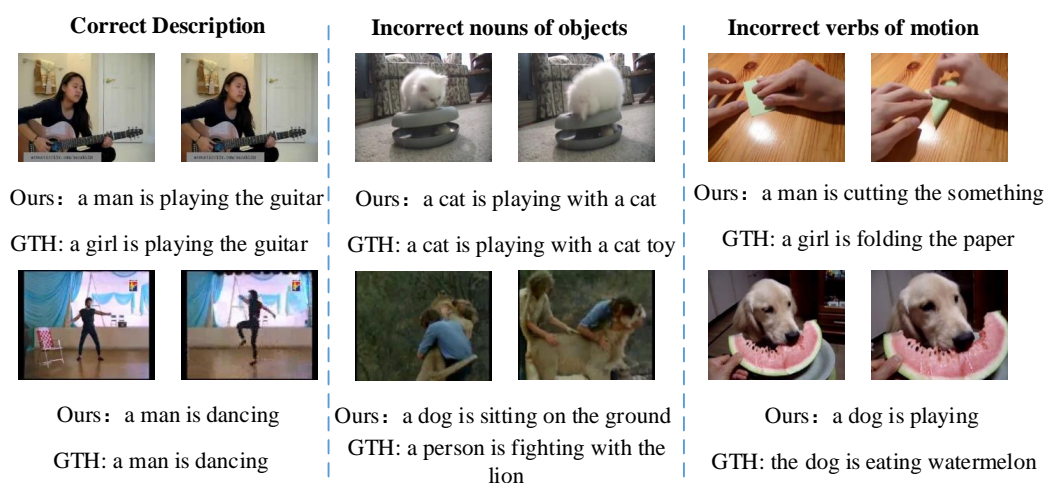 Correct Description
Ours：a man is playing the guitar
GTH: a girl is playing the guitar
Ours：a man is dancing
GTH: a man is dancing
Incorrect nouns of objects
Ours：a cat is playing with a cat
GTH: a cat is playing with a cat toy
Ours：a dog is sitting on the ground
GTH: a person is fighting with the
lion
Incorrect verbs of motion
Ours：a man is cutting the something
GTH: a girl is folding the paper
Ours：a dog is playing
GTH: the dog is eating watermelon